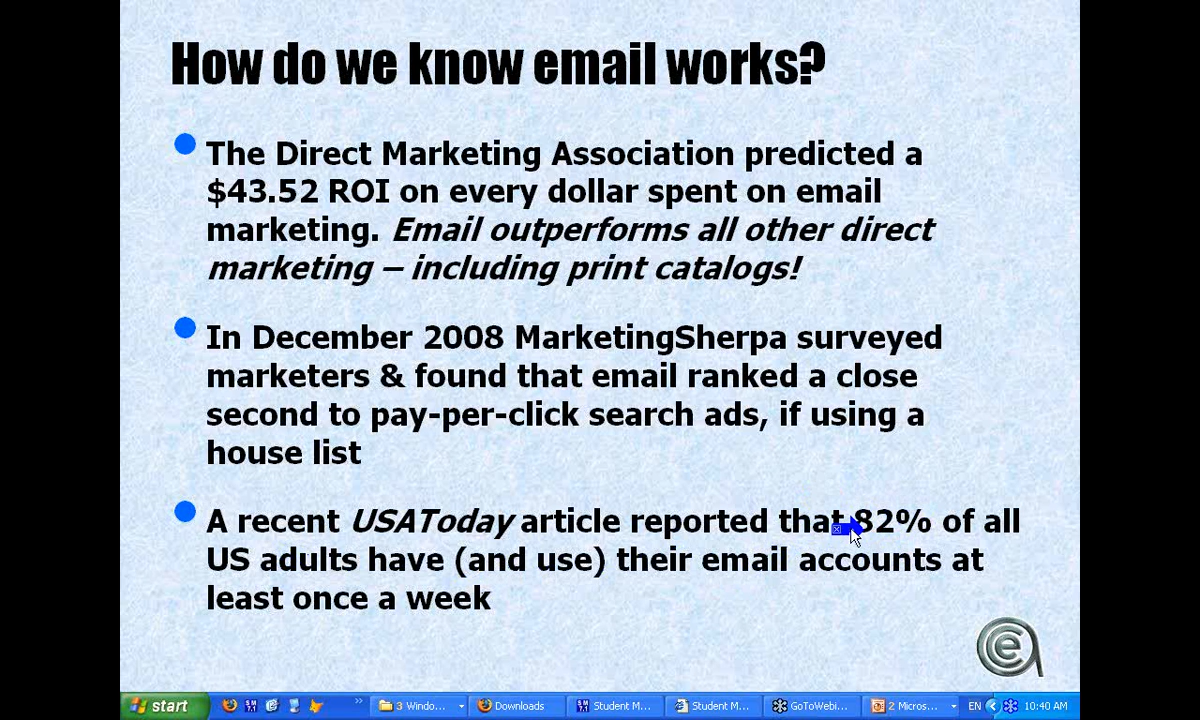 How do we know email works?
The Direct Marketing Association predicted a
$43.52 ROI on every dollar spent on email
marketing. Email outperforms all other direct
marketing – including print catalogs!
In December 2008 MarketingSherpa surveyed
marketers & found that email ranked a close
second to pay-per-click search ads, if using a
house list
A recent USAToday article reported that 82% of all
US adults have (and use) their email accounts at
least once a week
start 3 Windo... Downloads Student M... Student M... GoToWebi... 2 Micros... EN 10:40 AM